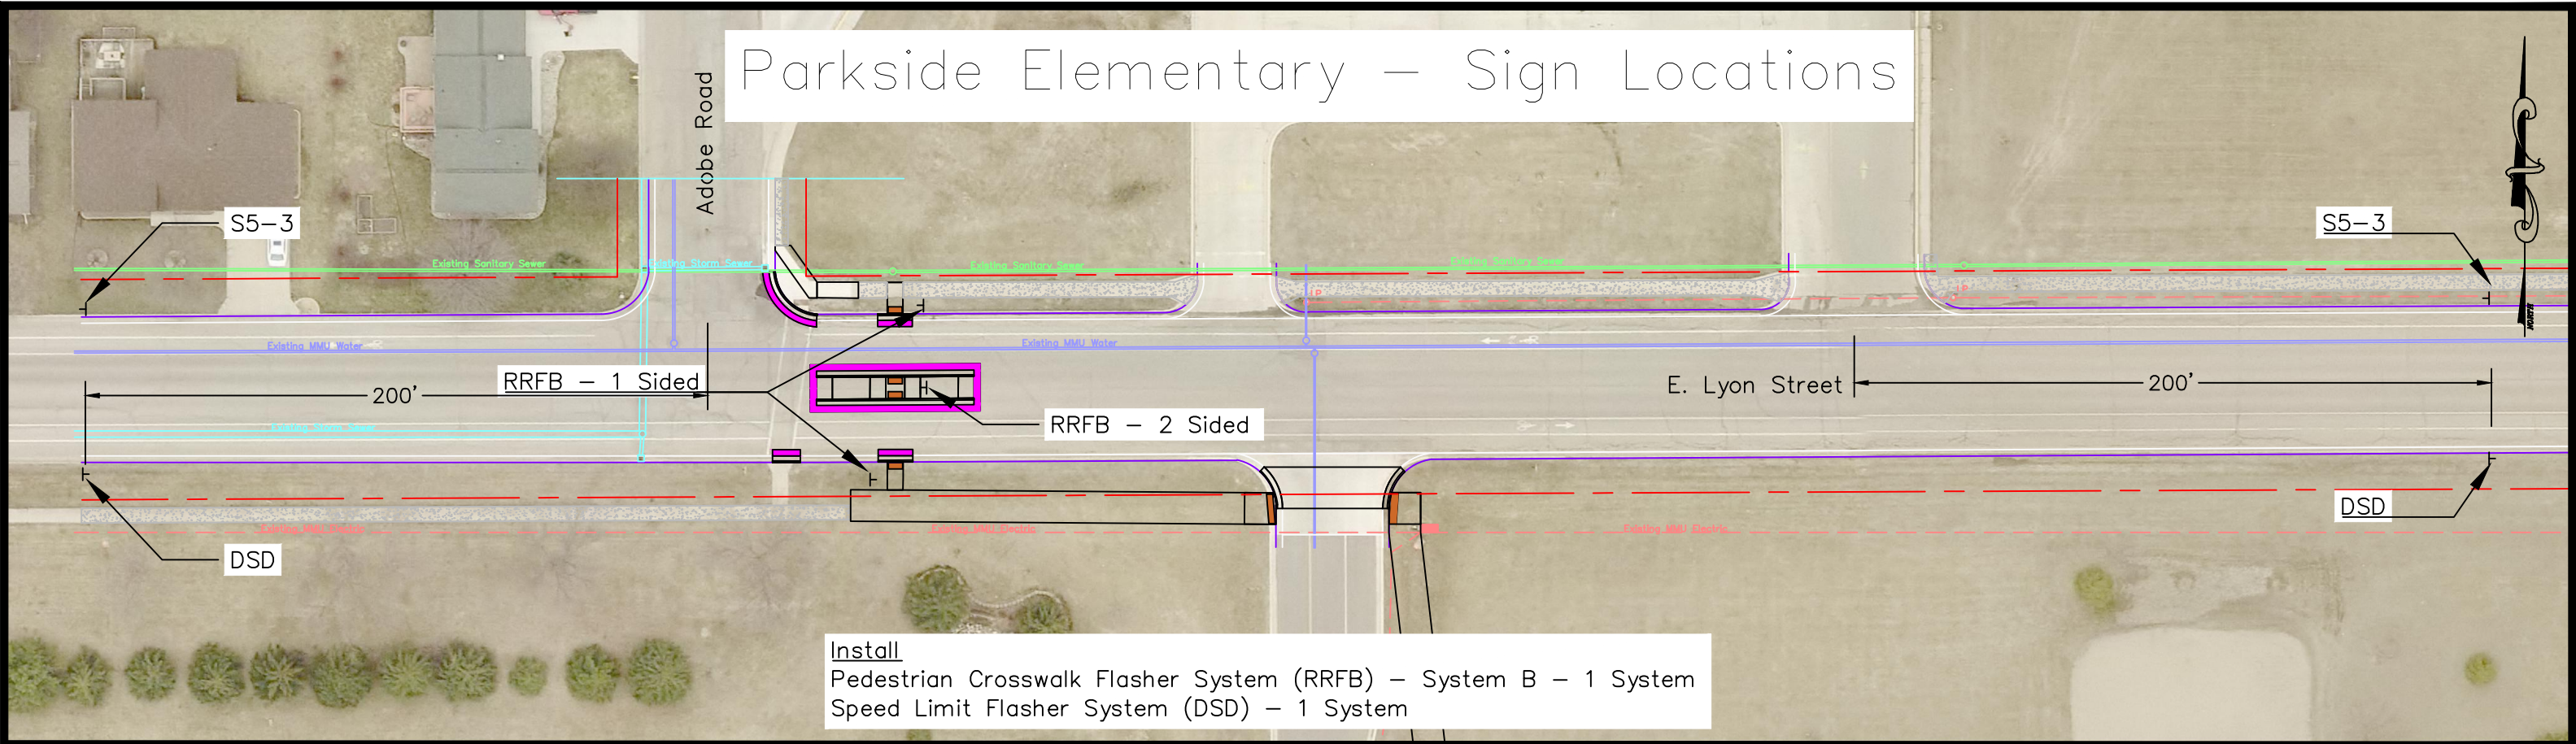 Parkside Elementary - Sign Locations
Adobe Road
S5-3
S5-3
Existing Sanitary Sewer
Existing Storm Sewer
Existing Sanitary Sewer
Existing Sanitary Sewer
LP
LP
NORTH
Existing MMU Water
Existing MMU Water
RRFB - 1 Sided
200'
E. Lyon Street
200'
RRFB - 2 Sided
Existing Storm Sewer
DSD
Existing MMU Electric
Existing MMU Electric
Existing MMU Electric
DSD
Install
Pedestrian Crosswalk Flasher System (RRFB) - System B - 1 System
Speed Limit Flasher System (DSD) - 1 System